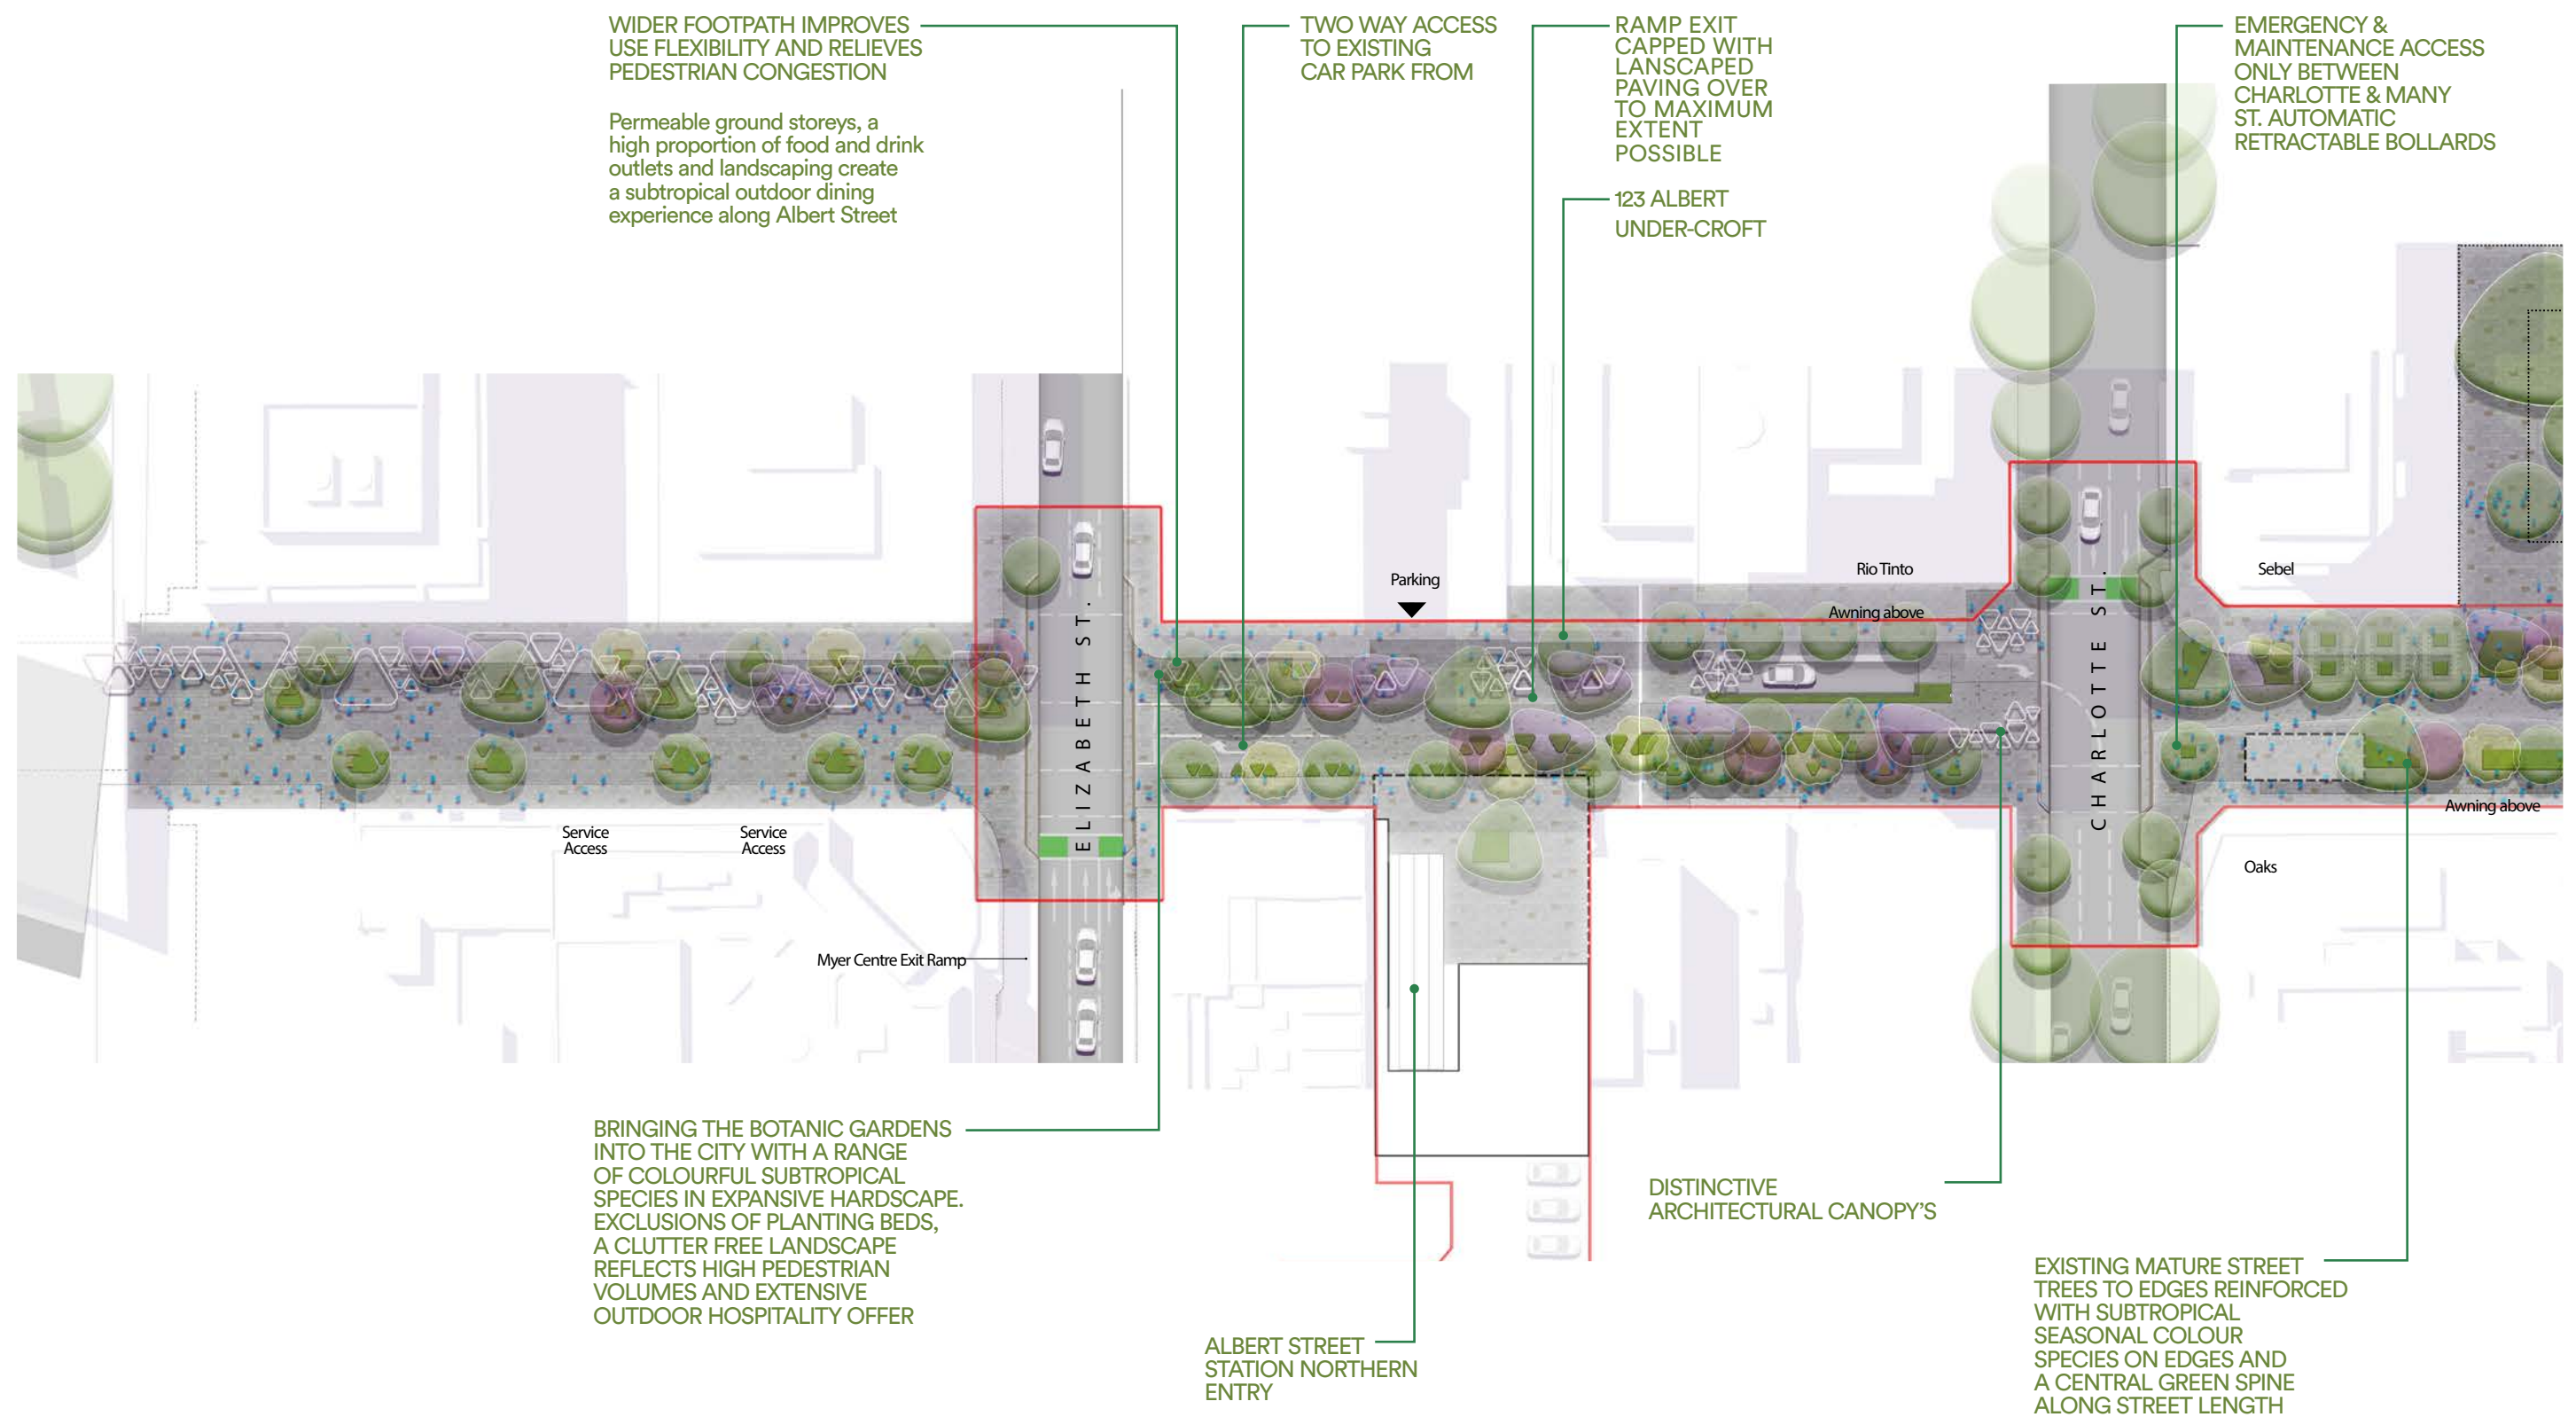 WIDER FOOTPATH IMPROVES
USE FLEXIBILITY AND RELIEVES
PEDESTRIAN CONGESTION
Permeable ground storeys, a
high proportion of food and drink
outlets and landscaping create
a subtropical outdoor dining
experience along Albert Street
TWO WAY ACCESS
TO EXISTING
CAR PARK FROM
RAMP EXIT
CAPPED WITH
LANSCAPED
PAVING OVER
TO MAXIMUM
EXTENT
POSSIBLE
123 ALBERT
UNDER-CROFT
EMERGENCY &
MAINTENANCE ACCESS
ONLY BETWEEN
CHARLOTTE & MANY
ST. AUTOMATIC
RETRACTABLE BOLLARDS
Parking
Rio Tinto
Awning above
Sebel
ELIZABETH ST.
CHARLOTTE ST.
Service
Access
Service
Access
Awning above
Oaks
Myer Centre Exit Ramp
BRINGING THE BOTANIC GARDENS
INTO THE CITY WITH A RANGE
OF COLOURFUL SUBTROPICAL
SPECIES IN EXPANSIVE HARDSCAPE.
EXCLUSIONS OF PLANTING BEDS,
A CLUTTER FREE LANDSCAPE
REFLECTS HIGH PEDESTRIAN
VOLUMES AND EXTENSIVE
OUTDOOR HOSPITALITY OFFER
ALBERT STREET
STATION NORTHERN
ENTRY
DISTINCTIVE
ARCHITECTURAL CANOPY'S
EXISTING MATURE STREET
TREES TO EDGES REINFORCED
WITH SUBTROPICAL
SEASONAL COLOUR
SPECIES ON EDGES AND
A CENTRAL GREEN SPINE
ALONG STREET LENGTH